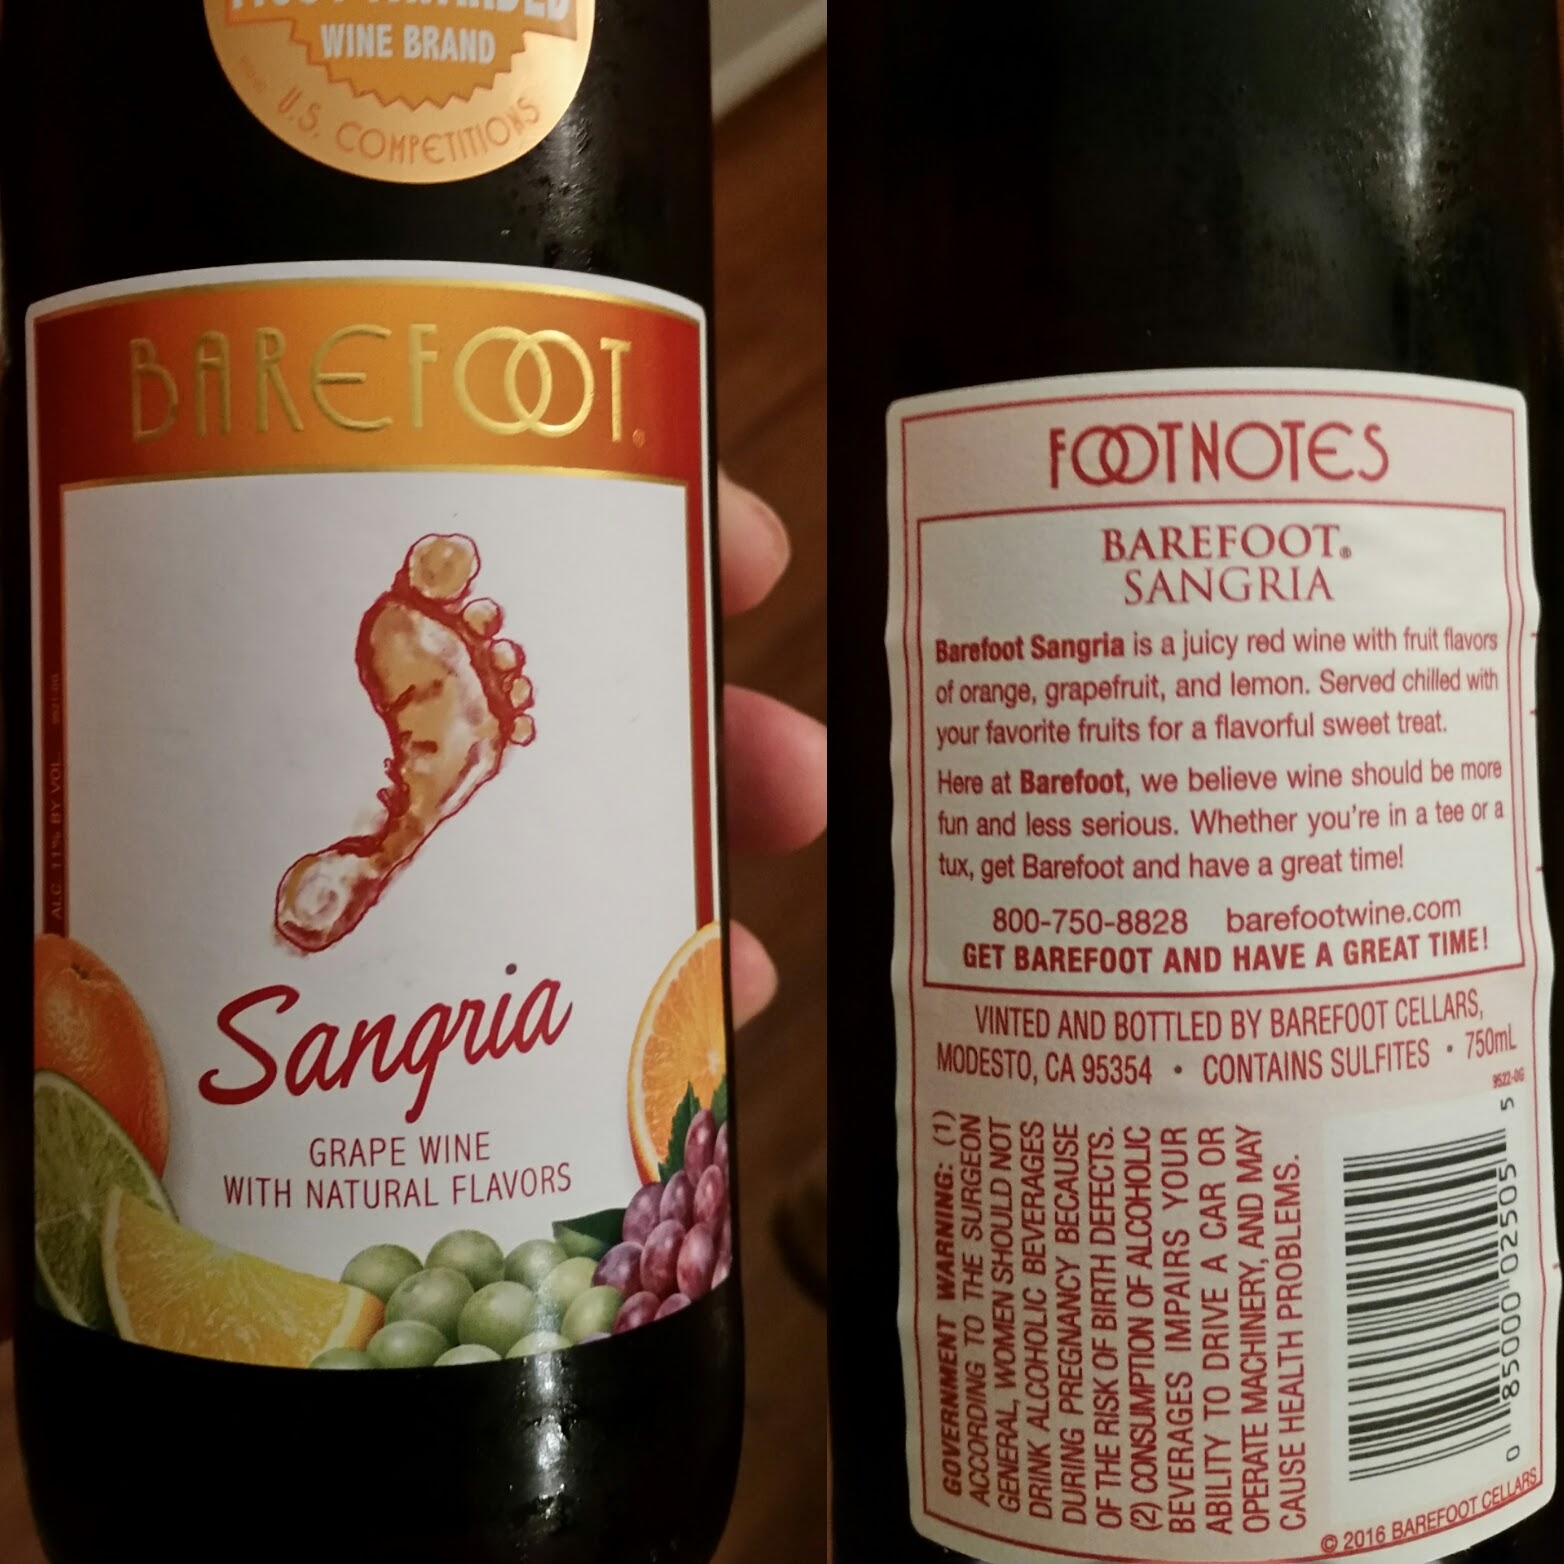 WINE BRAND
U.S. COMPETITIONS
BAREFOOT®
ALC. 11% BY VOL.
Sangria
GRAPE WINE
WITH NATURAL FLAVORS
FOOTNOTES
BAREFOOT®
SANGRIA
Barefoot Sangria is a juicy red wine with fruit flavors
of orange, grapefruit, and lemon. Served chilled with
your favorite fruits for a flavorful sweet treat.
Here at Barefoot, we believe wine should be more
fun and less serious. Whether you're in a tee or a
tux, get Barefoot and have a great time!
800-750-8828 barefootwine.com
GET BAREFOOT AND HAVE A GREAT TIME!
VINTED AND BOTTLED BY BAREFOOT CELLARS,
MODESTO, CA 95354 • CONTAINS SULFITES • 750mL
9522-0G
GOVERNMENT WARNING: (1)
ACCORDING TO THE SURGEON
GENERAL, WOMEN SHOULD NOT
DRINK ALCOHOLIC BEVERAGES
DURING PREGNANCY BECAUSE
OF THE RISK OF BIRTH DEFECTS.
(2) CONSUMPTION OF ALCOHOLIC
BEVERAGES IMPAIRS YOUR
ABILITY TO DRIVE A CAR OR
OPERATE MACHINERY, AND MAY
CAUSE HEALTH PROBLEMS.
0 85000 02505 5
© 2016 BAREFOOT CELLARS